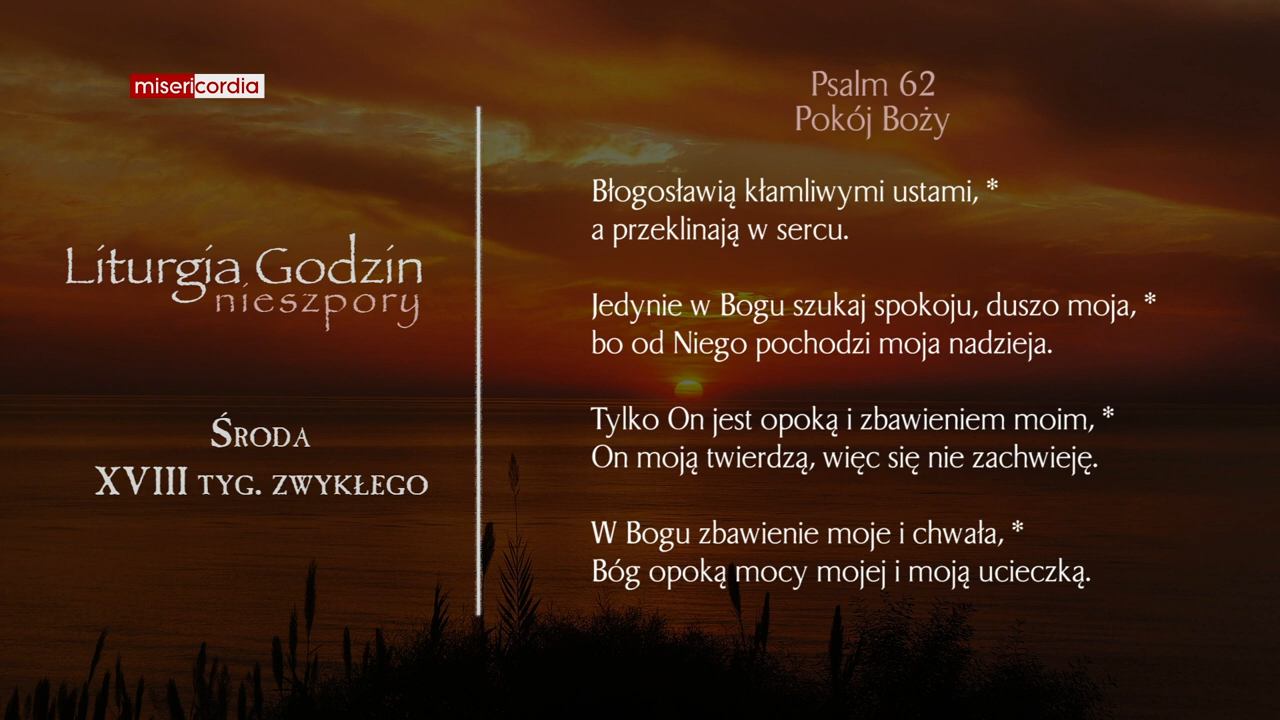 misericordia
Liturgia Godzin
nieszpory
Środa
XVIII tyg. zwykłego
Psalm 62
Pokój Boży
Błogosławią kłamliwymi ustami, *
a przeklinają w sercu.
Jedynie w Bogu szukaj spokoju, duszo moja, *
bo od Niego pochodzi moja nadzieja.
Tylko On jest opoką i zbawieniem moim, *
On moją twierdzą, więc się nie zachwieję.
W Bogu zbawienie moje i chwała, *
Bóg opoką mocy mojej i moją ucieczką.